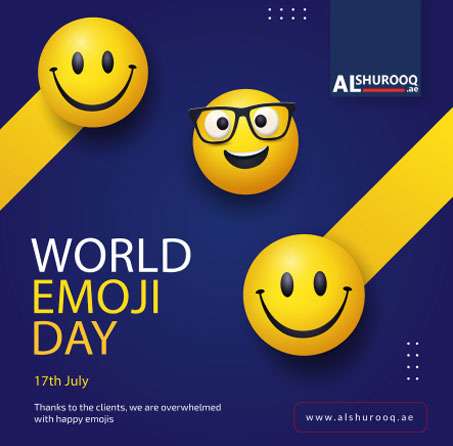 ALSHUROOQ
.ae
WORLD
EMOJI
DAY
17th July
Thanks to the clients, we are overwhelmed
with happy emojis
www.alshurooq.ae